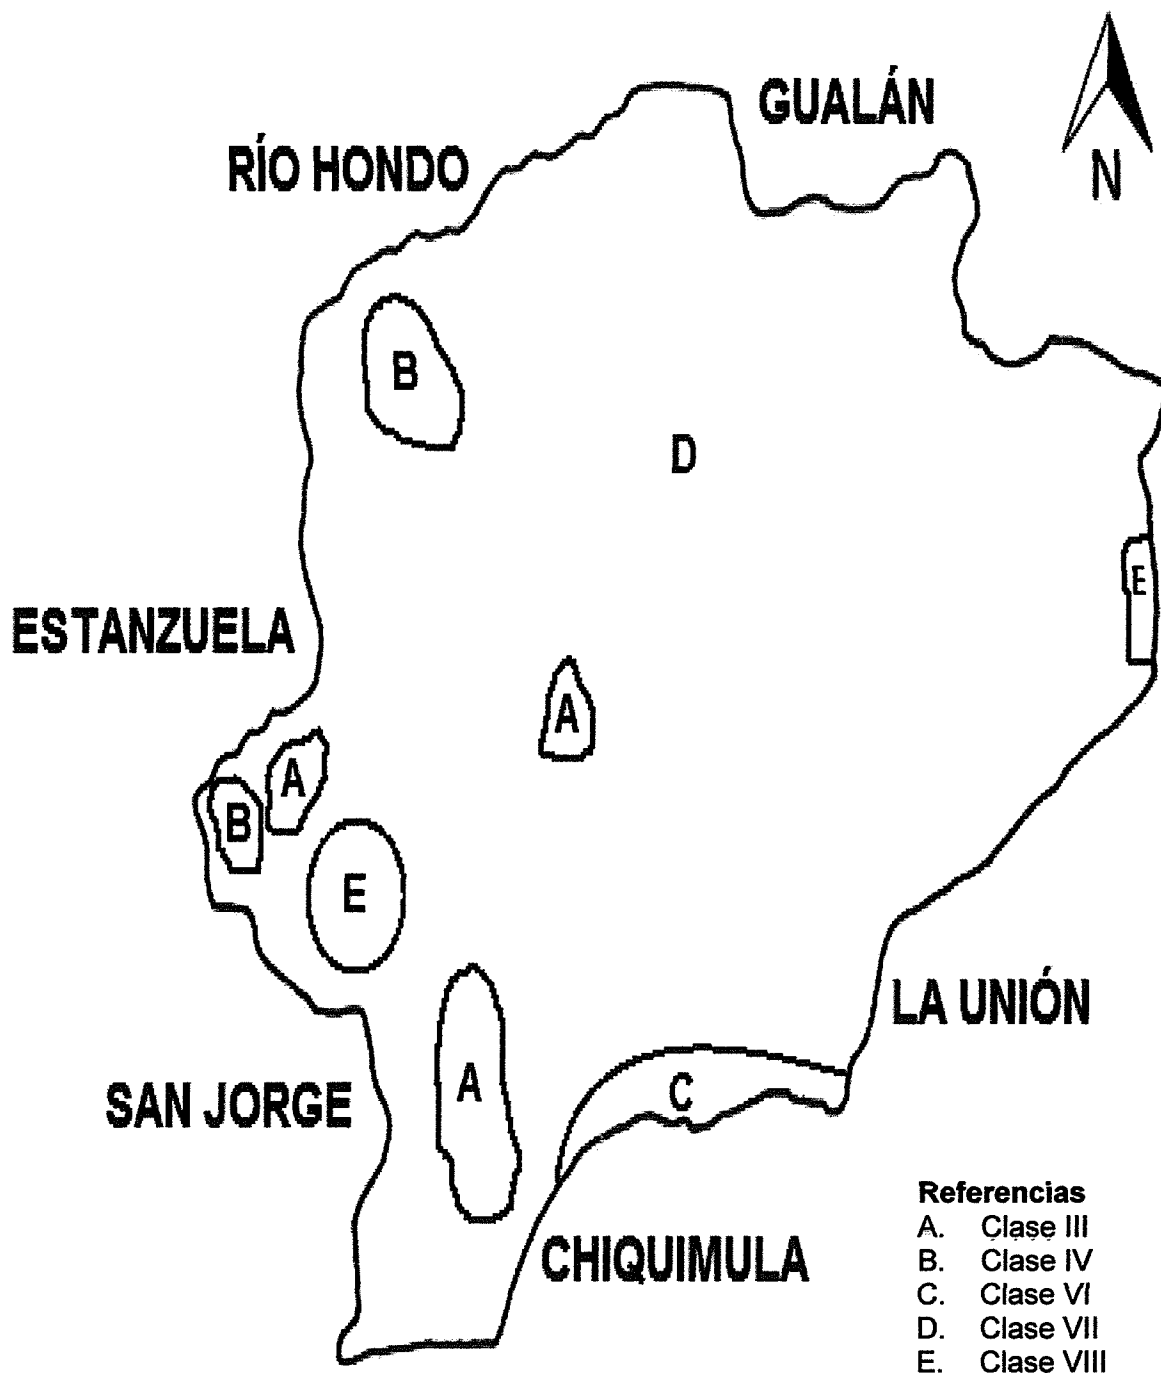 GUALÁN
RÍO HONDO
N
B
D
E
ESTANZUELA
A
A
B
E
LA UNIÓN
A
C
SAN JORGE
Referencias
A. Clase III
B. Clase IV
C. Clase VI
D. Clase VII
E. Clase VIII
CHIQUIMULA